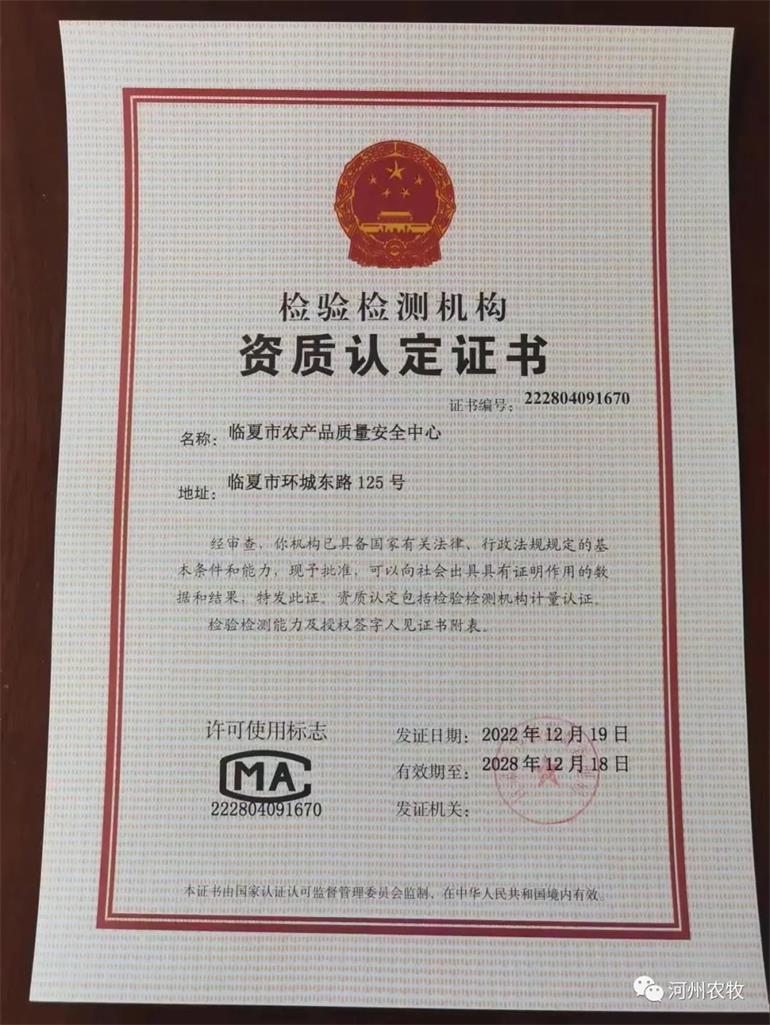 检验检测机构
资质认定证书
证书编号：222804091670
名称：临夏市农产品质量安全中心
地址：临夏市环城东路125号
经审查，你机构已具备国家有关法律、行政法规规定的基
本条件和能力，现予批准，可以向社会出具具有证明作用的数
据和结果，特发此证。资质认定包括检验检测机构计量认证。
检验检测能力及授权签字人见证书附表。
许可使用标志
MA
222804091670
发证日期：2022年12月19日
有效期至：2028年12月18日
发证机关：
本证书由国家认证认可监督管理委员会监制，在中华人民共和国境内有效。
河州农牧